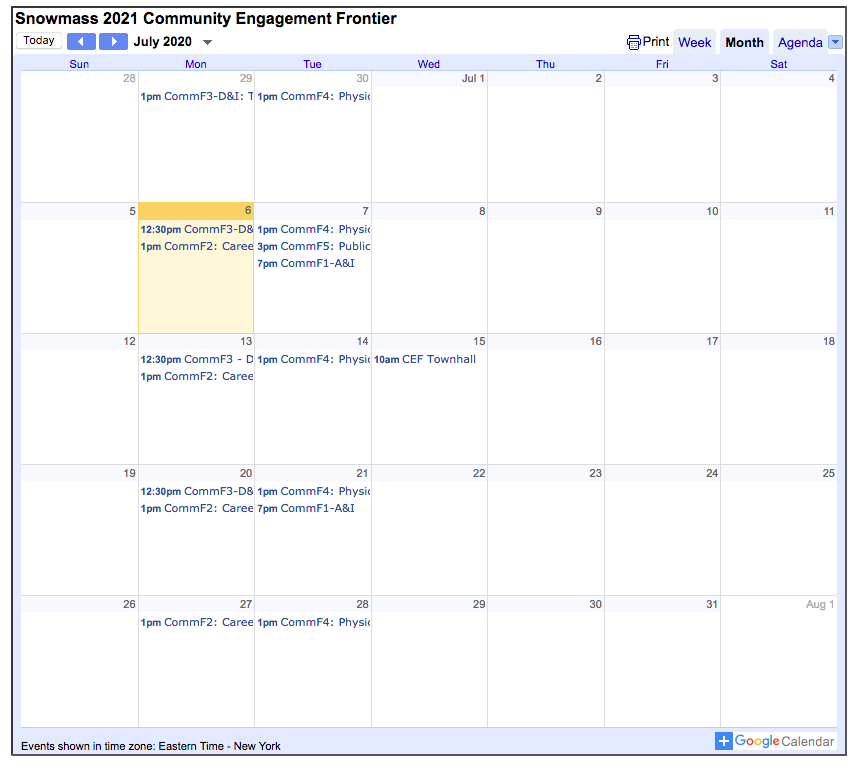 Snowmass 2021 Community Engagement Frontier
Today July 2020 Print Week Month Agenda
Sun Mon Tue Wed Thu Fri Sat
28 29 30 Jul 1 2 3 4
1pm CommF3-D&I: T 1pm CommF4: Physic
5 6 7 8 9 10 11
12:30pm CommF3-D& 1pm CommF4: Physic
1pm CommF2: Caree 3pm CommF5: Public
7pm CommF1-A&I
12 13 14 15 16 17 18
12:30pm CommF3 - D 1pm CommF4: Physic 10am CEF Townhall
1pm CommF2: Caree
19 20 21 22 23 24 25
12:30pm CommF3-D& 1pm CommF4: Physic
1pm CommF2: Caree 7pm CommF1-A&I
26 27 28 29 30 31 Aug 1
1pm CommF2: Caree 1pm CommF4: Physic
Events shown in time zone: Eastern Time - New York
Google Calendar